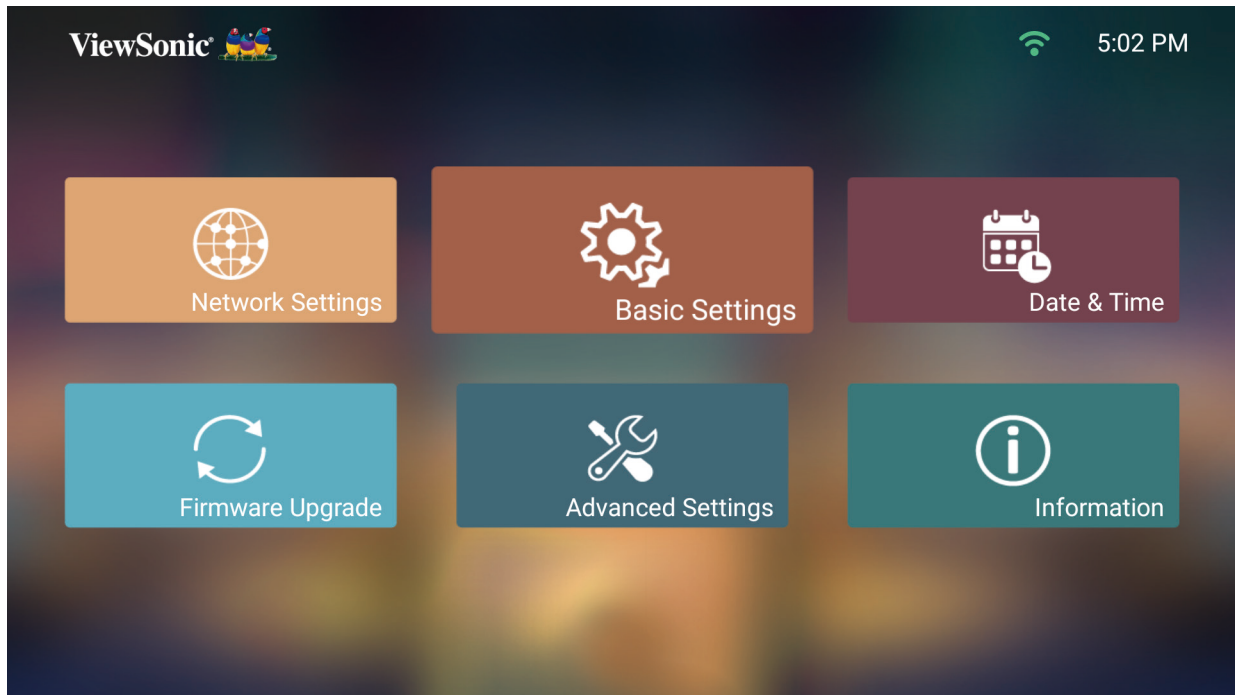 ViewSonic®
5:02 PM
Network Settings
Basic Settings
Date & Time
Firmware Upgrade
Advanced Settings
Information